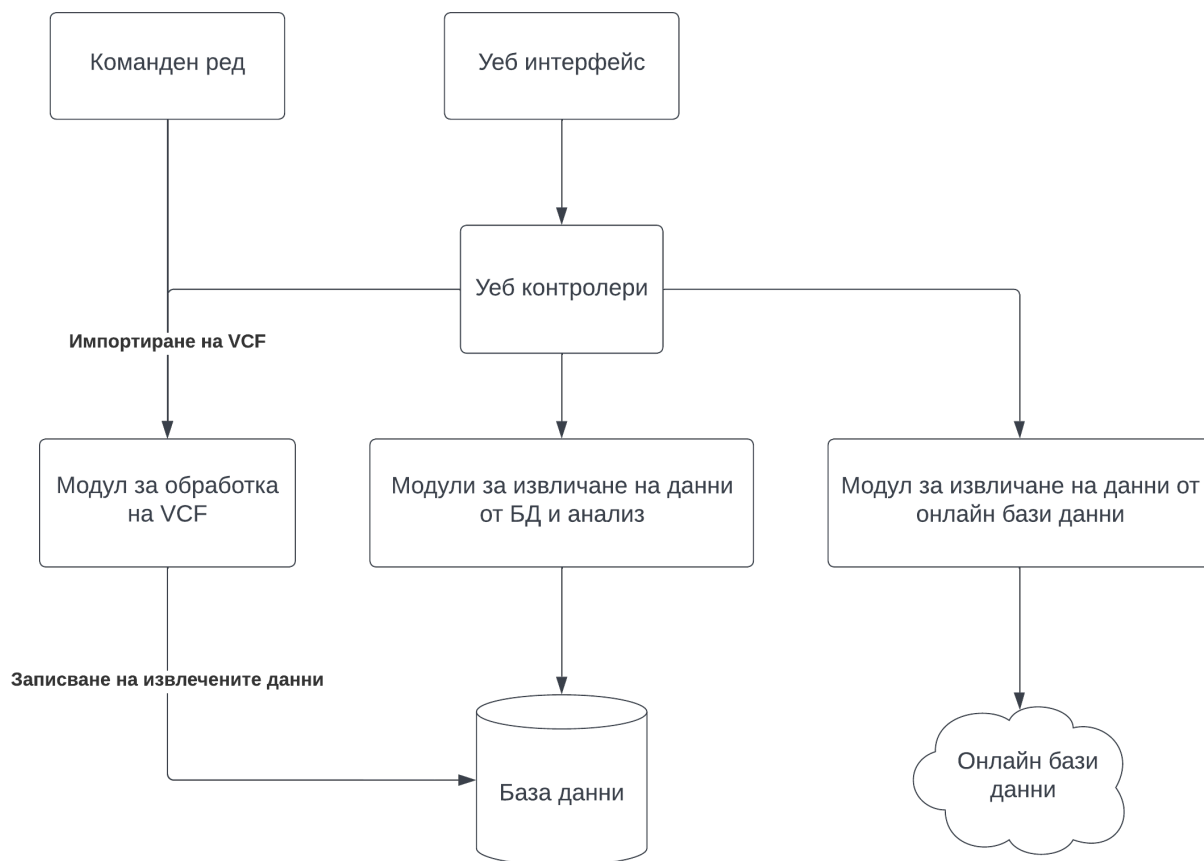 Команден ред
Уеб интерфейс
Уеб контролери
Импортиране на VCF
Модул за обработка
на VCF
Модули за извличане на данни
от БД и анализ
Модул за извличане на данни от
онлайн бази данни
Записване на извлечените данни
База данни
Онлайн бази
данни